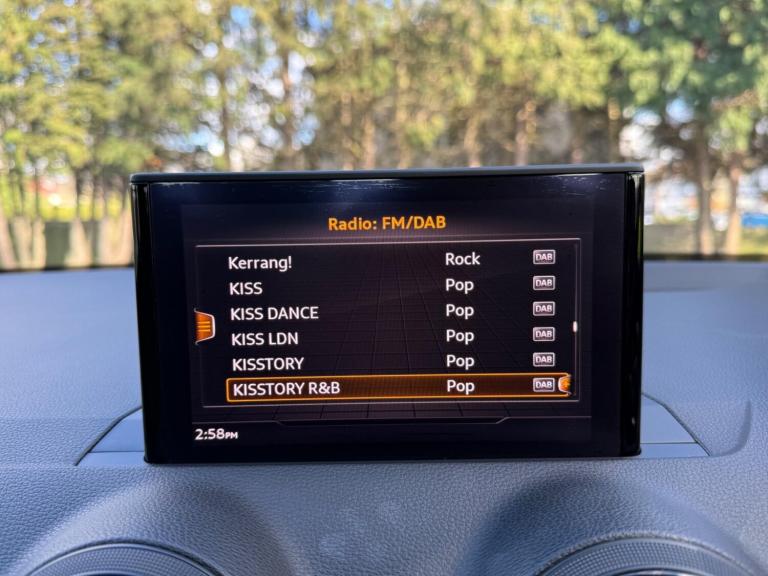 Radio: FM/DAB
Kerrang! Rock DAB
KISS Pop DAB
KISS DANCE Pop DAB
KISS LDN Pop DAB
KISSTORY Pop DAB
KISSTORY R&B Pop DAB
2:58PM